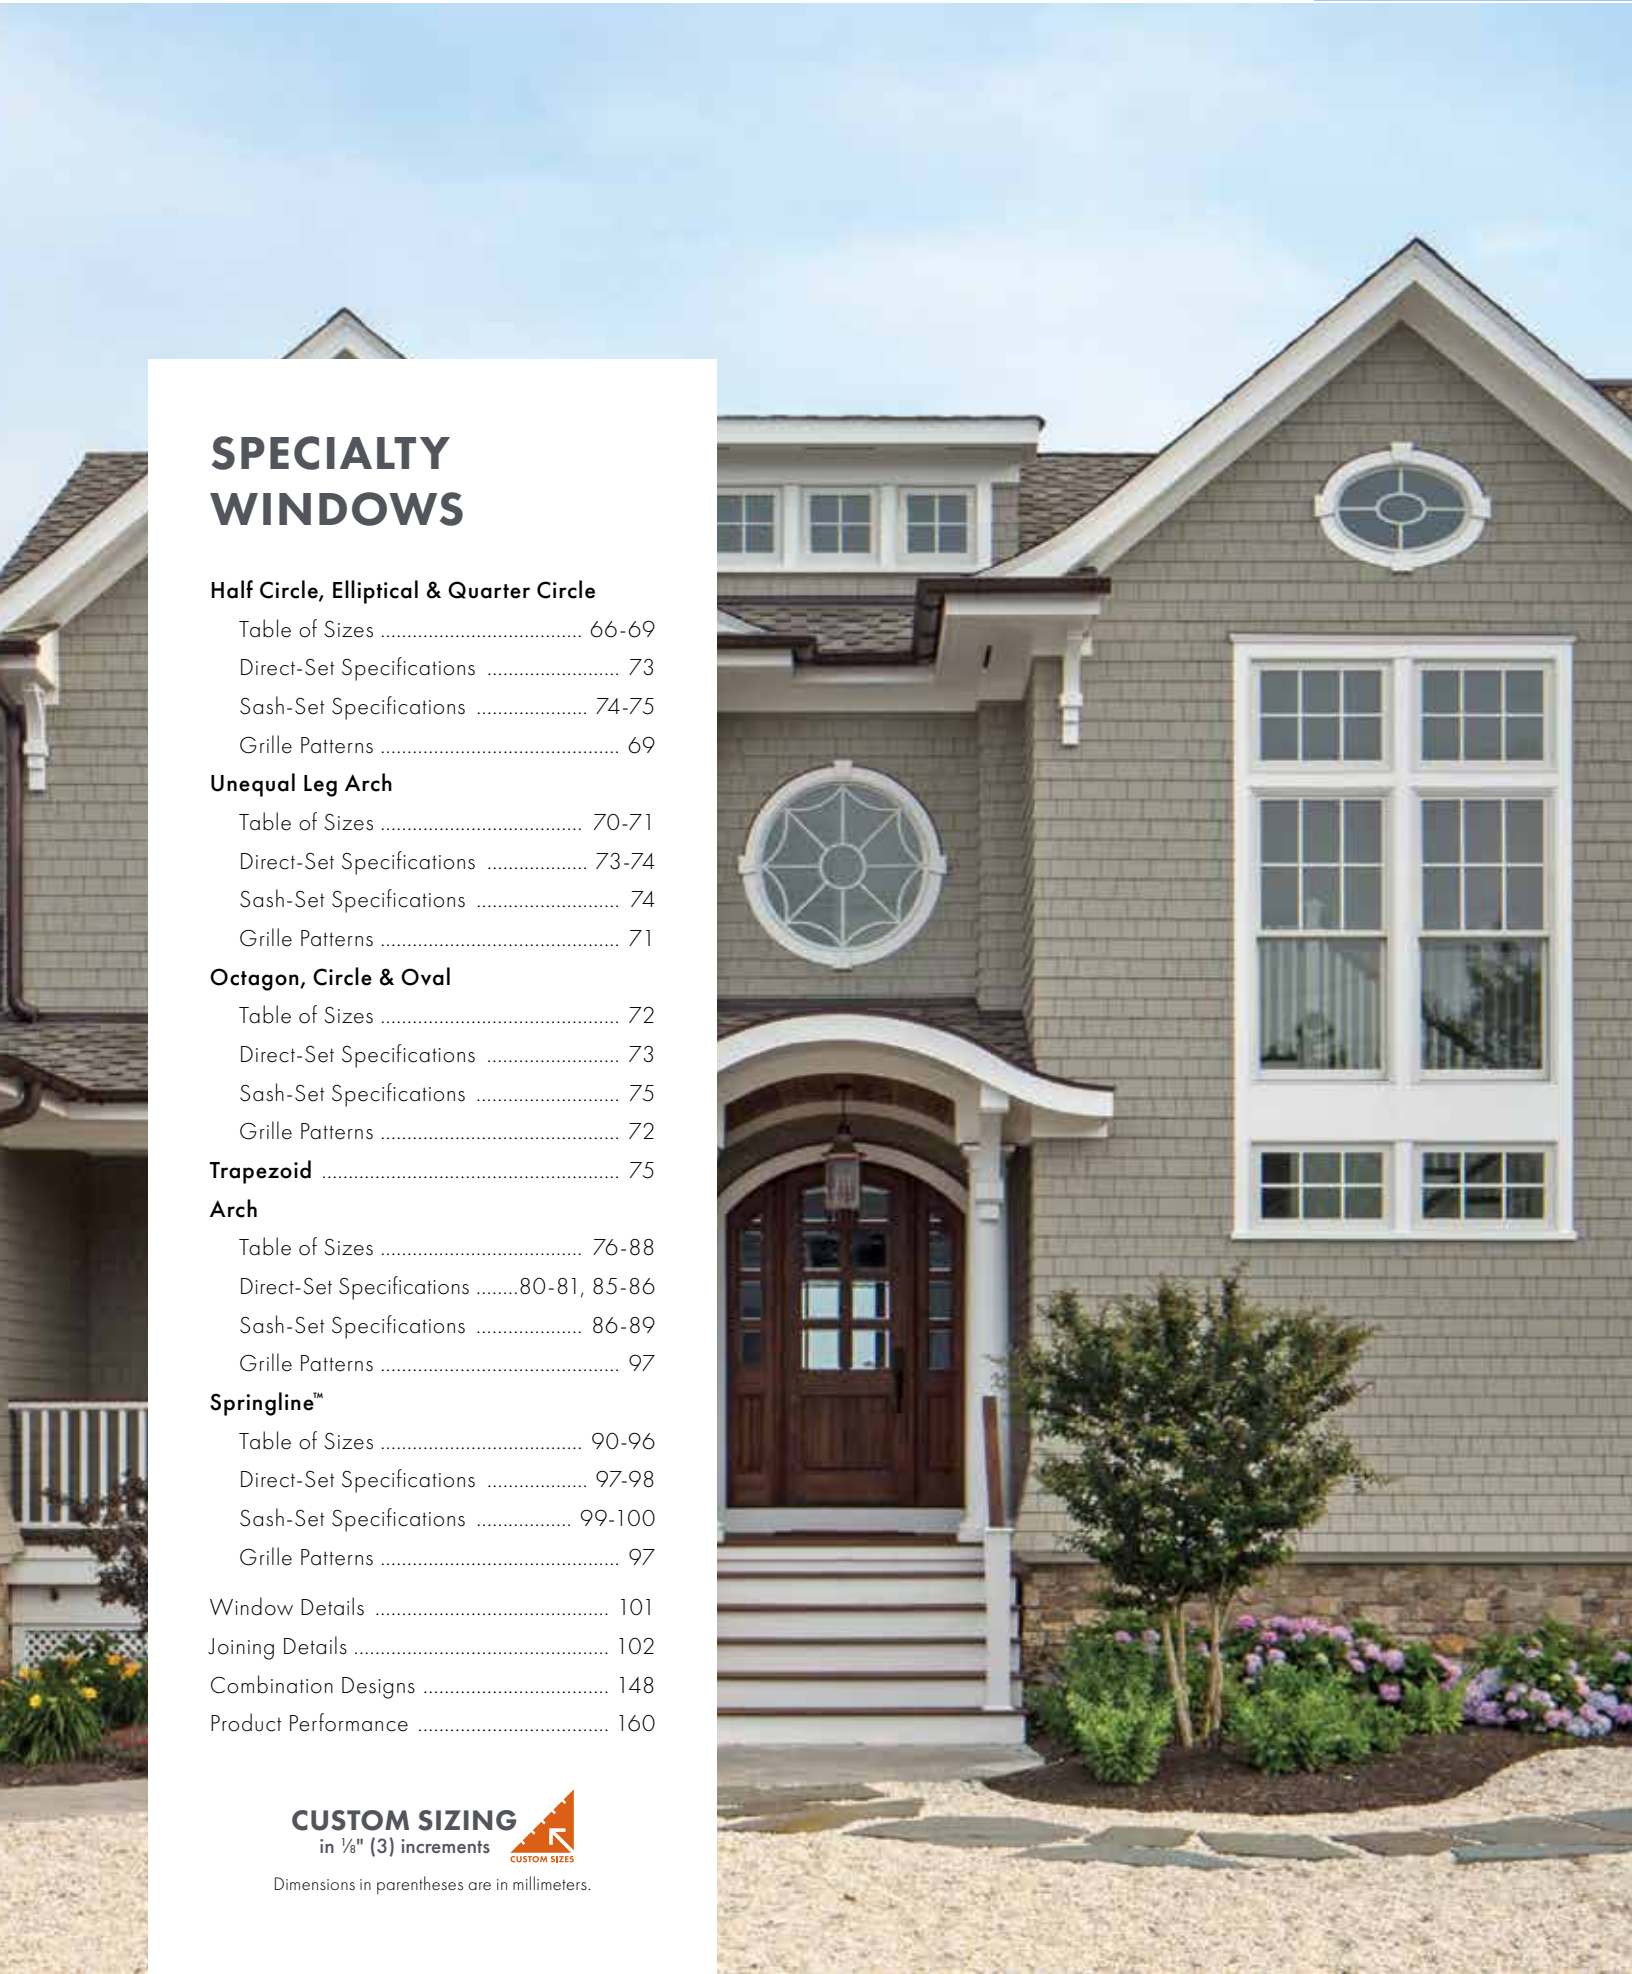 SPECIALTY
WINDOWS
Half Circle, Elliptical & Quarter Circle
Table of Sizes ...................................... 66-69
Direct-Set Specifications ......................... 73
Sash-Set Specifications ..................... 74-75
Grille Patterns ............................................. 69
Unequal Leg Arch
Table of Sizes ...................................... 70-71
Direct-Set Specifications ................... 73-74
Sash-Set Specifications ........................... 74
Grille Patterns ............................................. 71
Octagon, Circle & Oval
Table of Sizes ............................................. 72
Direct-Set Specifications ......................... 73
Sash-Set Specifications ........................... 75
Grille Patterns ............................................. 72
Trapezoid ........................................................ 75
Arch
Table of Sizes ...................................... 76-88
Direct-Set Specifications ........80-81, 85-86
Sash-Set Specifications .................... 86-89
Grille Patterns ............................................. 97
Springline™
Table of Sizes ...................................... 90-96
Direct-Set Specifications ................... 97-98
Sash-Set Specifications .................. 99-100
Grille Patterns ............................................. 97
Window Details ............................................ 101
Joining Details ................................................ 102
Combination Designs ................................... 148
Product Performance .................................... 160
CUSTOM SIZING
in ⅛" (3) increments
CUSTOM SIZES
Dimensions in parentheses are in millimeters.